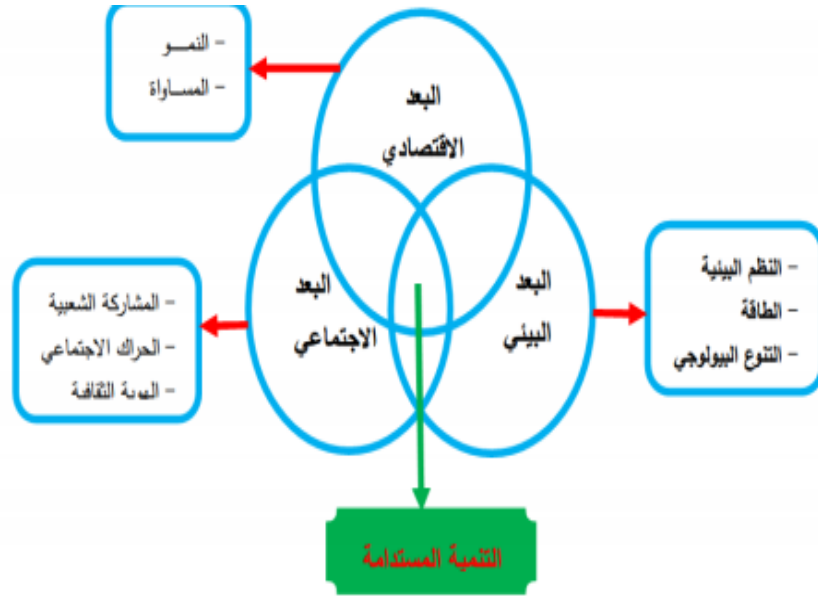 - النمــو
- المســاواة
البعد
الاقتصادي
- النظم البيئية
- الطاقة
- التنوع البيولوجي
البعد
البيئي
البعد
الاجتماعي
- المشاركة الشعبية
- الحراك الاجتماعي
- الهوية الثقافية
التنمية المستدامة